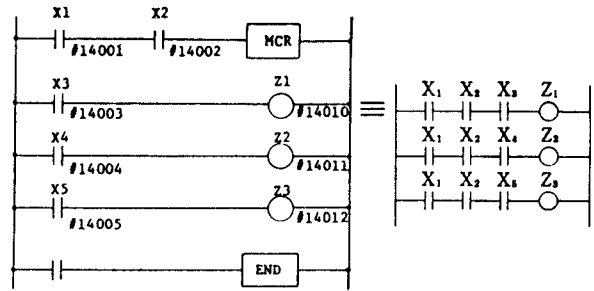 X1 X2
MCR
#14001 #14002
X3 Z1
#14003 #14010
≡
X4 Z2
#14004 #14011
X5 Z3
#14005 #14012
END
X₁ X₂ X₃ Z₁
X₁ X₂ X₄ Z₂
X₁ X₂ X₅ Z₃